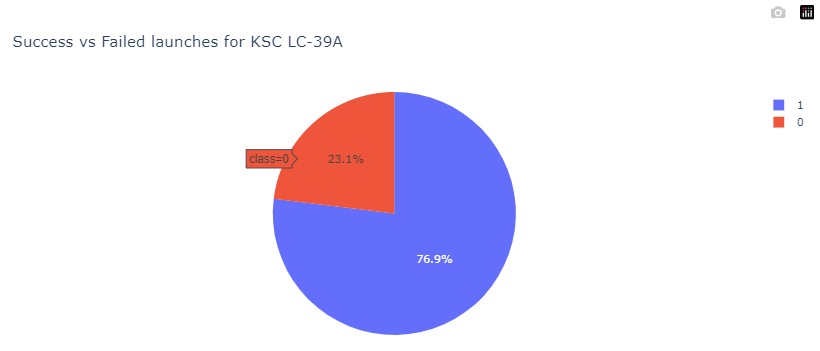 Success vs Failed launches for KSC LC-39A
1
0
class=0
23.1%
76.9%